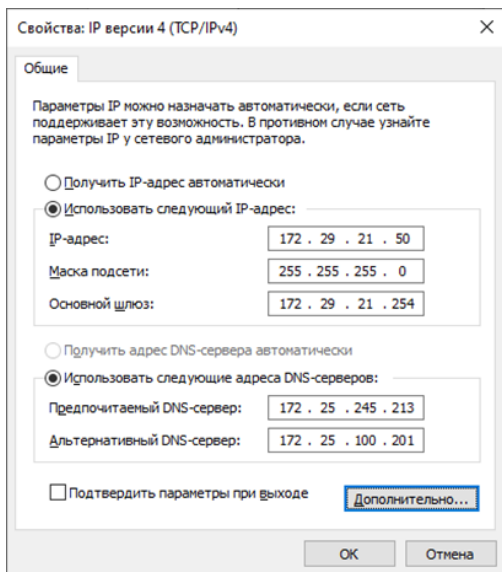 Свойства: IP версии 4 (TCP/IPv4)
Общие
Параметры IP можно назначать автоматически, если сеть
поддерживает эту возможность. В противном случае узнайте
параметры IP у сетевого администратора.
Получить IP-адрес автоматически
Использовать следующий IP-адрес:
IP-адрес: 172 . 29 . 21 . 50
Маска подсети: 255 . 255 . 255 . 0
Основной шлюз: 172 . 29 . 21 . 254
Получить адрес DNS-сервера автоматически
Использовать следующие адреса DNS-серверов:
Предпочитаемый DNS-сервер: 172 . 25 . 245 . 213
Альтернативный DNS-сервер: 172 . 25 . 100 . 201
Подтвердить параметры при выходе Дополнительно...
ОК Отмена